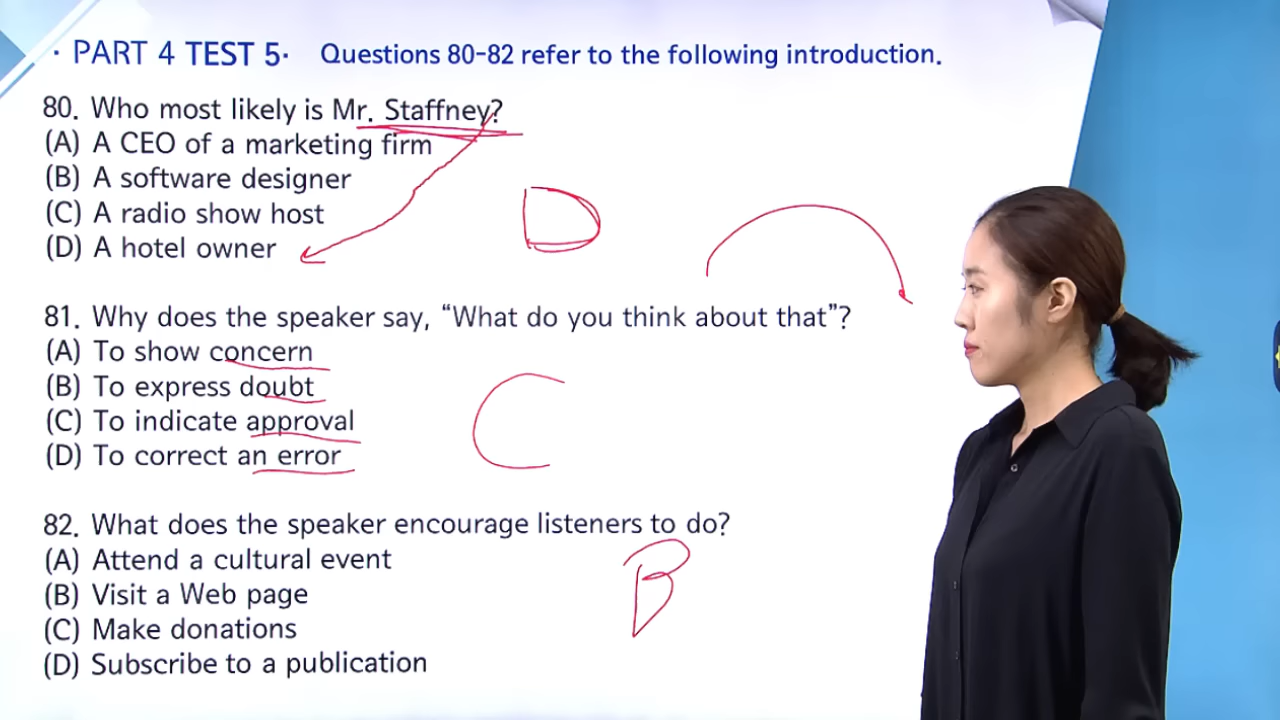 · PART 4 TEST 5· Questions 80-82 refer to the following introduction.
80. Who most likely is Mr. Staffney?
(A) A CEO of a marketing firm
(B) A software designer
(C) A radio show host
(D) A hotel owner
D
81. Why does the speaker say, “What do you think about that”?
(A) To show concern
(B) To express doubt
(C) To indicate approval
(D) To correct an error
C
82. What does the speaker encourage listeners to do?
(A) Attend a cultural event
(B) Visit a Web page
(C) Make donations
(D) Subscribe to a publication
B